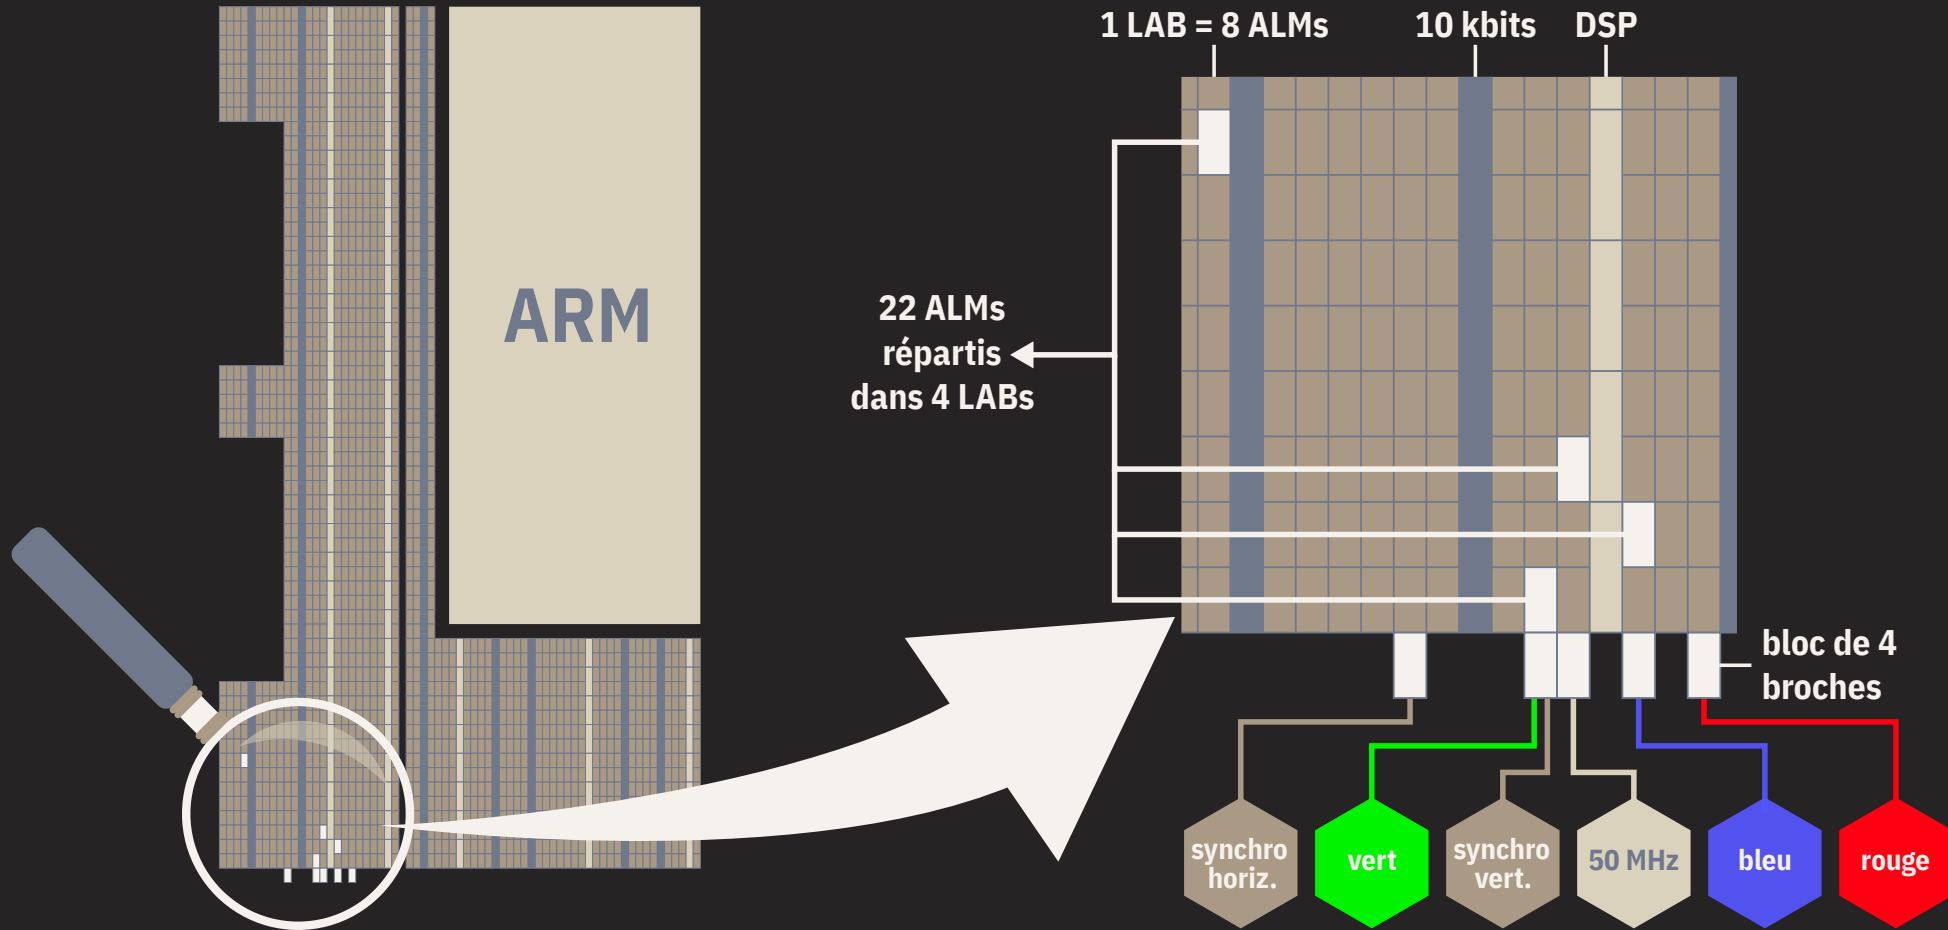 1 LAB = 8 ALMs
10 kbits
DSP
ARM
22 ALMs
répartis
dans 4 LABs
bloc de 4
broches
synchro
horiz.
vert
synchro
vert.
50 MHz
bleu
rouge